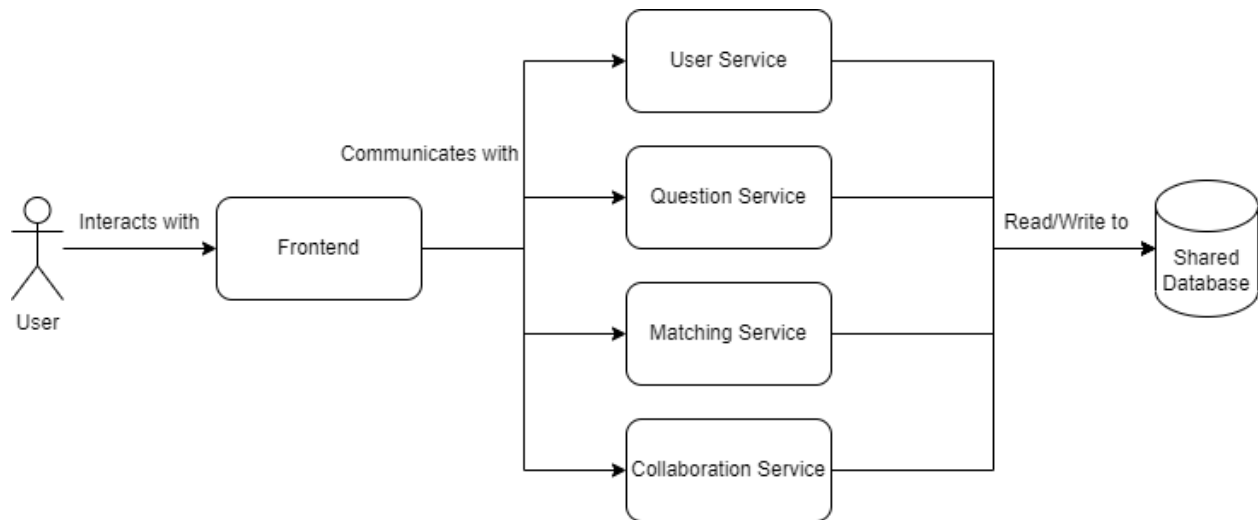 User Service
Communicates with
Question Service
Interacts with
Frontend
Read/Write to
Shared
Database
User
Matching Service
Collaboration Service